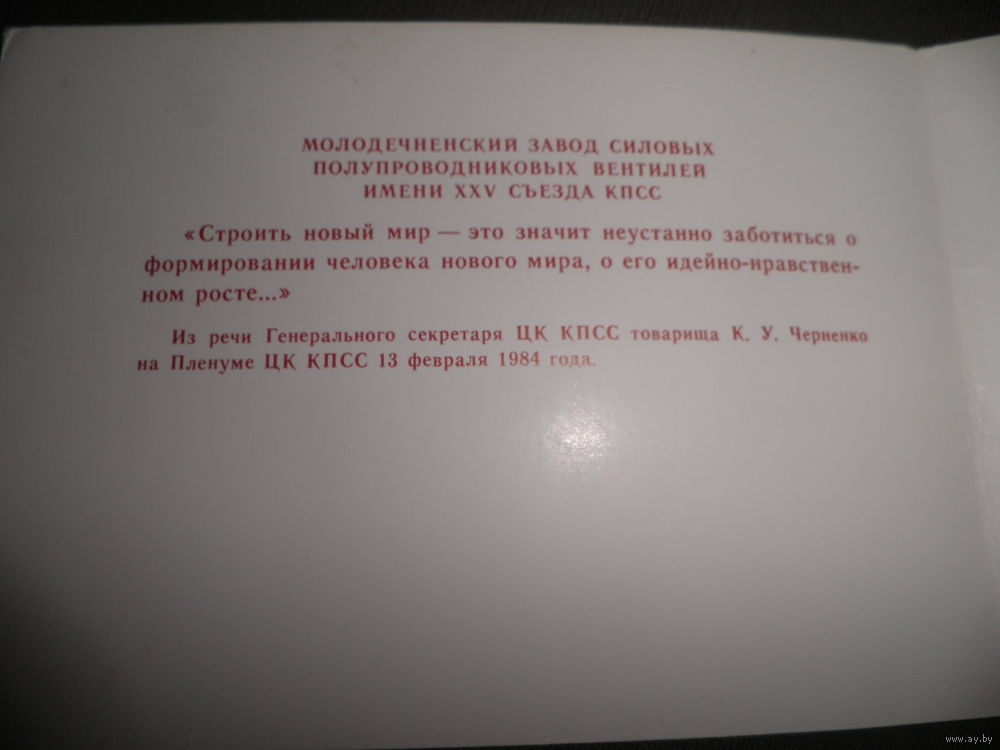 МОЛОДЕЧНЕНСКИЙ ЗАВОД СИЛОВЫХ
ПОЛУПРОВОДНИКОВЫХ ВЕНТИЛЕЙ
ИМЕНИ XXV СЪЕЗДА КПСС
«Строить новый мир — это значит неустанно заботиться о
формировании человека нового мира, о его идейно-нравствен-
ном росте...»
Из речи Генерального секретаря ЦК КПСС товарища К. У. Черненко
на Пленуме ЦК КПСС 13 февраля 1984 года.
www.ay.by